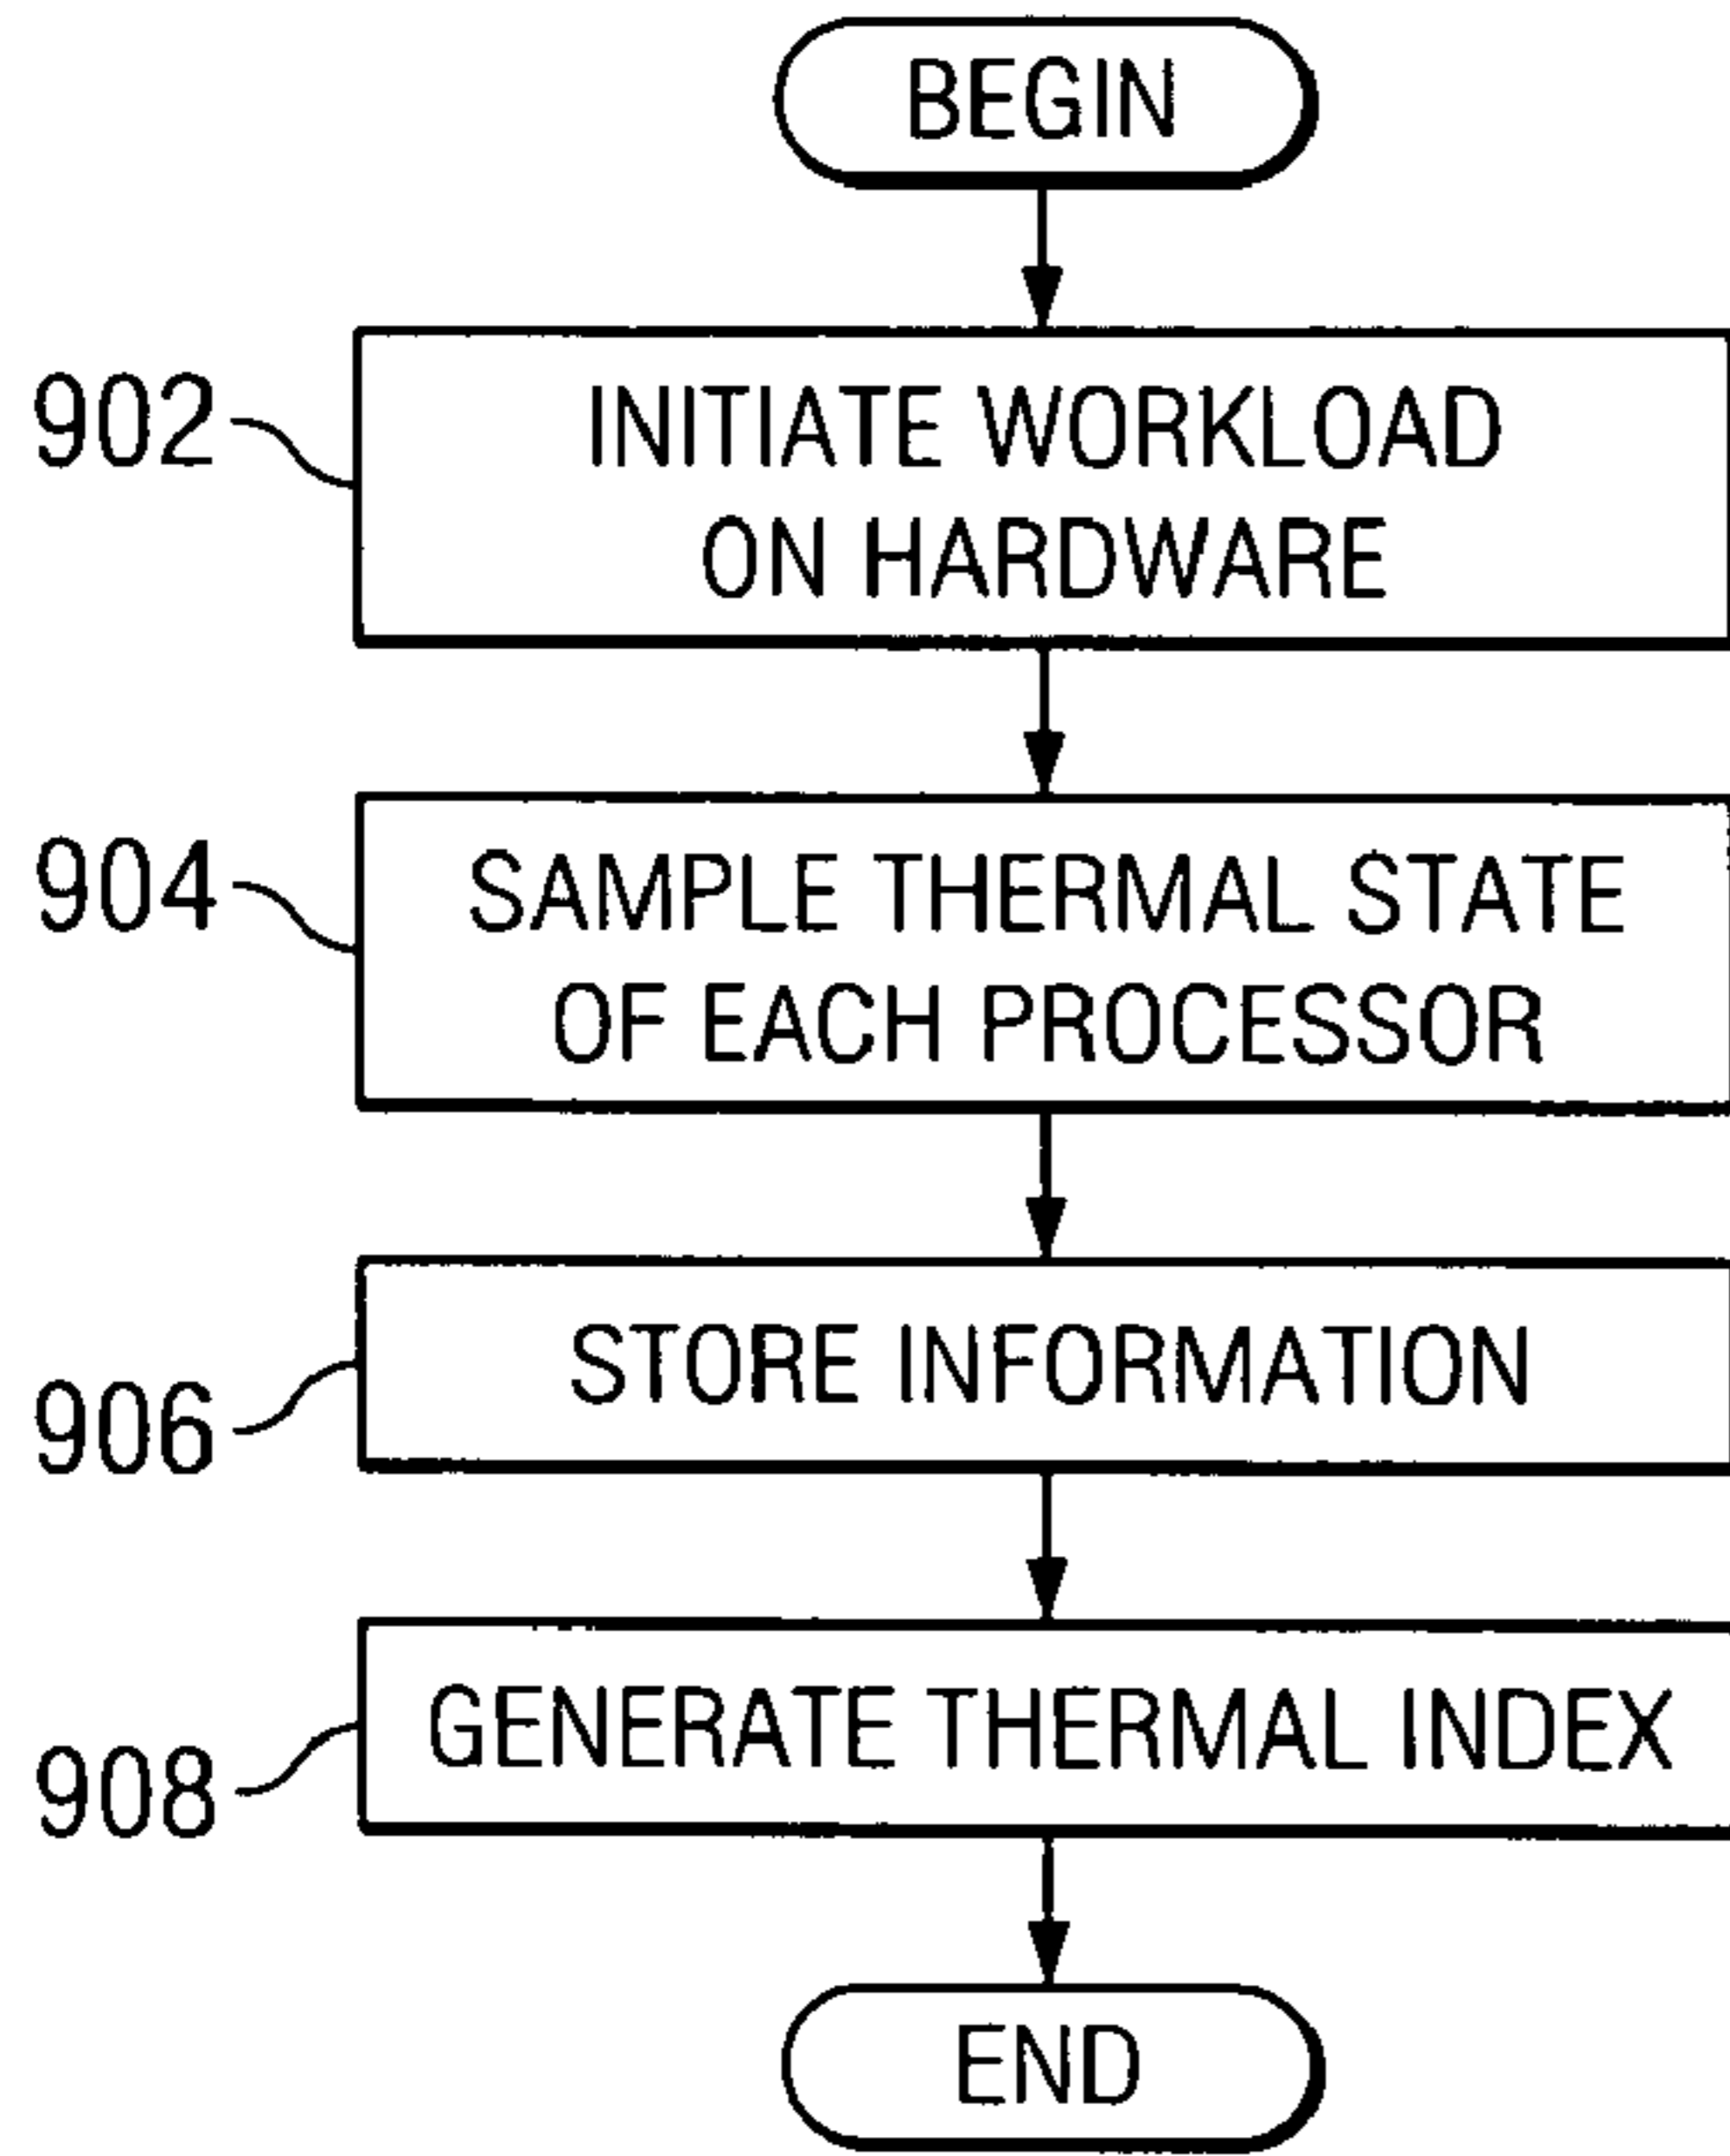 BEGIN
902
INITIATE WORKLOAD
ON HARDWARE
904
SAMPLE THERMAL STATE
OF EACH PROCESSOR
906
STORE INFORMATION
908
GENERATE THERMAL INDEX
END